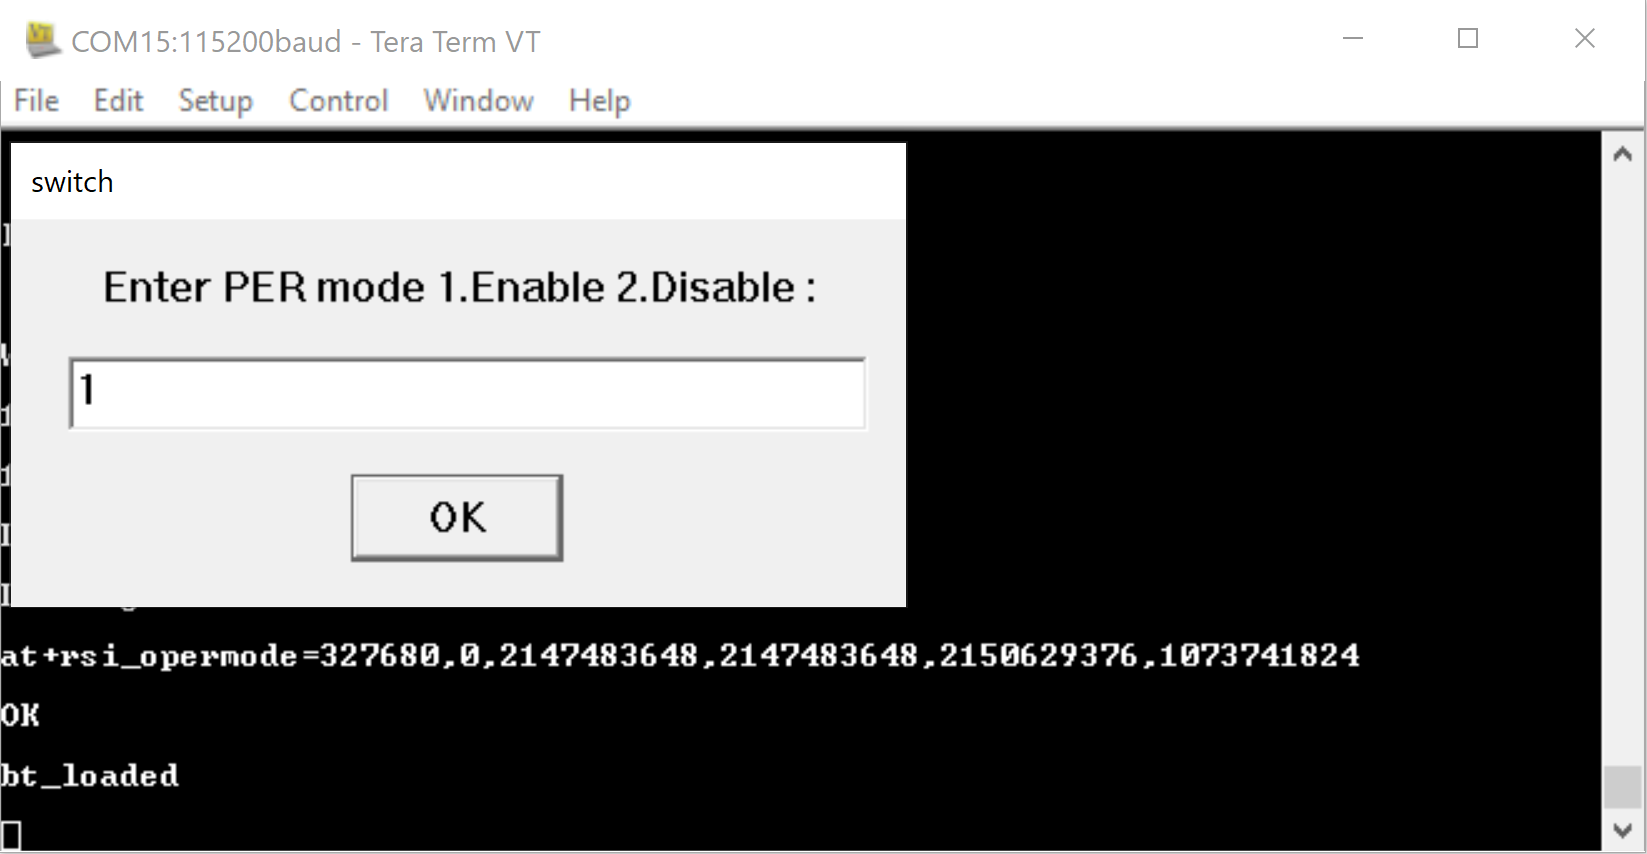 COM15:115200baud - Tera Term VT
File Edit Setup Control Window Help
switch
Enter PER mode 1.Enable 2.Disable :
1
OK
at+rsi_opermode=327680,0,2147483648,2147483648,2150629376,1073741824
OK
bt_loaded